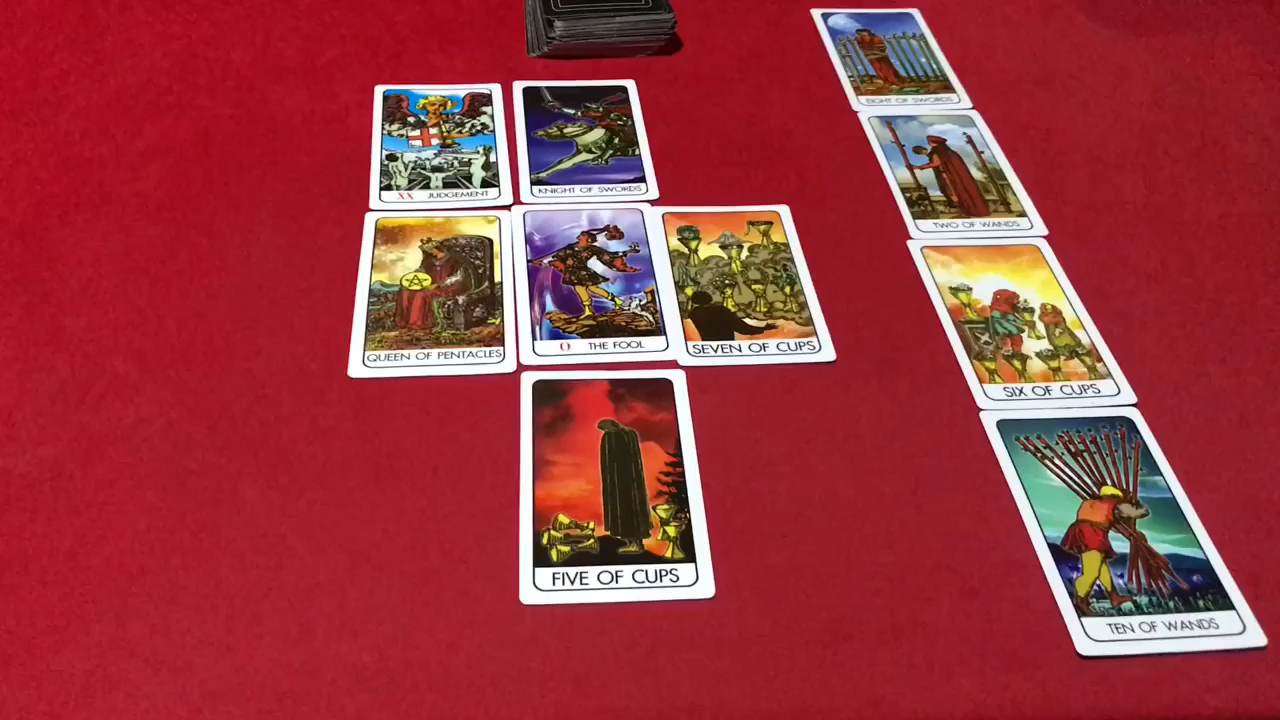 EIGHT OF SWORDS
XX JUDGEMENT
KNIGHT OF SWORDS
TWO OF WANDS
QUEEN OF PENTACLES
0 THE FOOL
SEVEN OF CUPS
SIX OF CUPS
FIVE OF CUPS
TEN OF WANDS